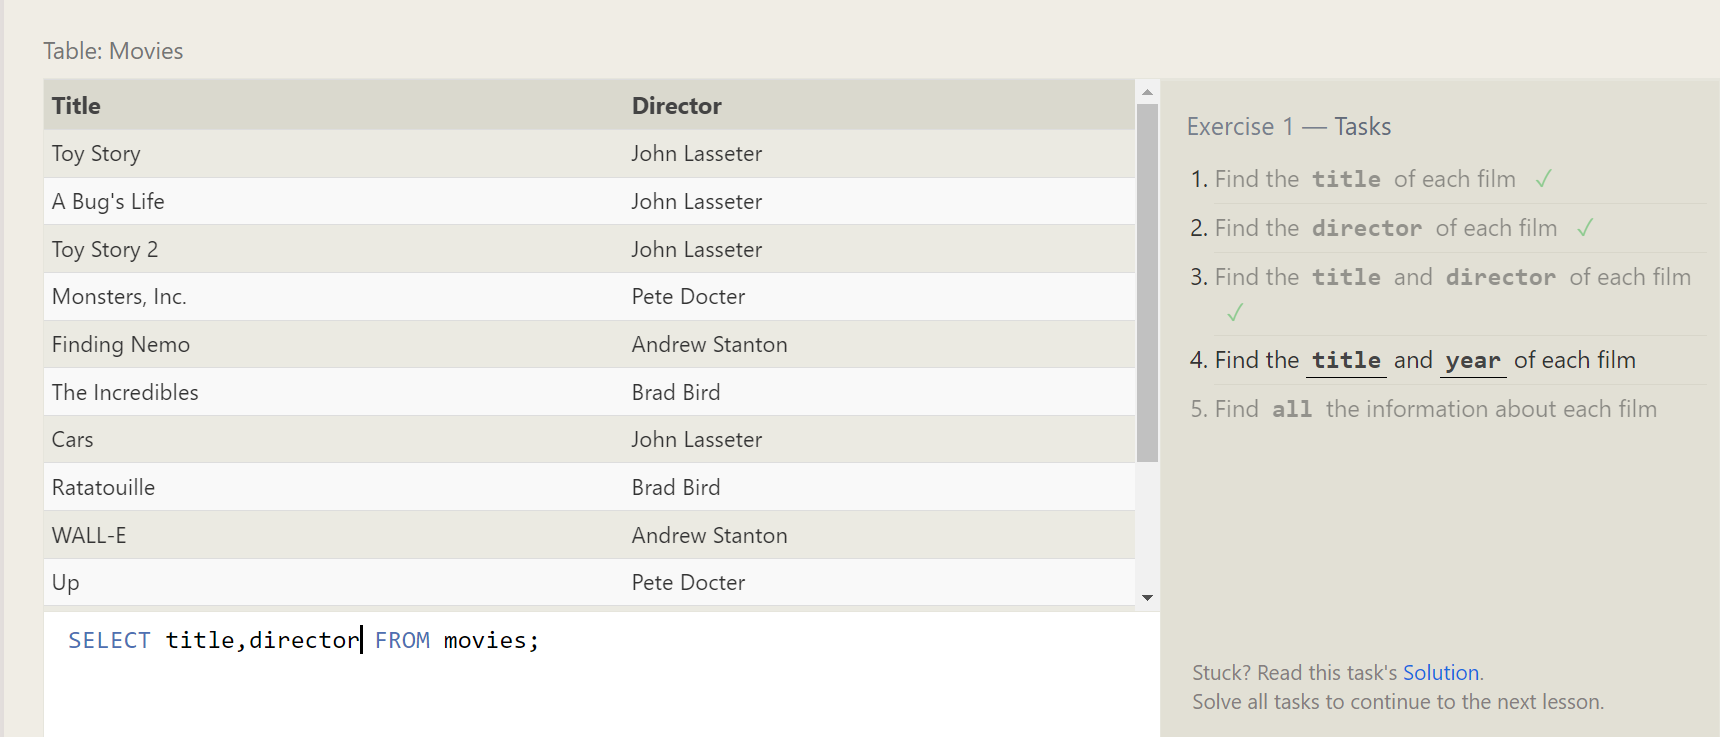 Table: Movies
Title Director
Toy Story John Lasseter
A Bug's Life John Lasseter
Toy Story 2 John Lasseter
Monsters, Inc. Pete Docter
Finding Nemo Andrew Stanton
The Incredibles Brad Bird
Cars John Lasseter
Ratatouille Brad Bird
WALL-E Andrew Stanton
Up Pete Docter
SELECT title,director FROM movies;
Exercise 1 — Tasks
1. Find the title of each film ✓
2. Find the director of each film ✓
3. Find the title and director of each film
✓
4. Find the title and year of each film
5. Find all the information about each film
Stuck? Read this task's Solution.
Solve all tasks to continue to the next lesson.